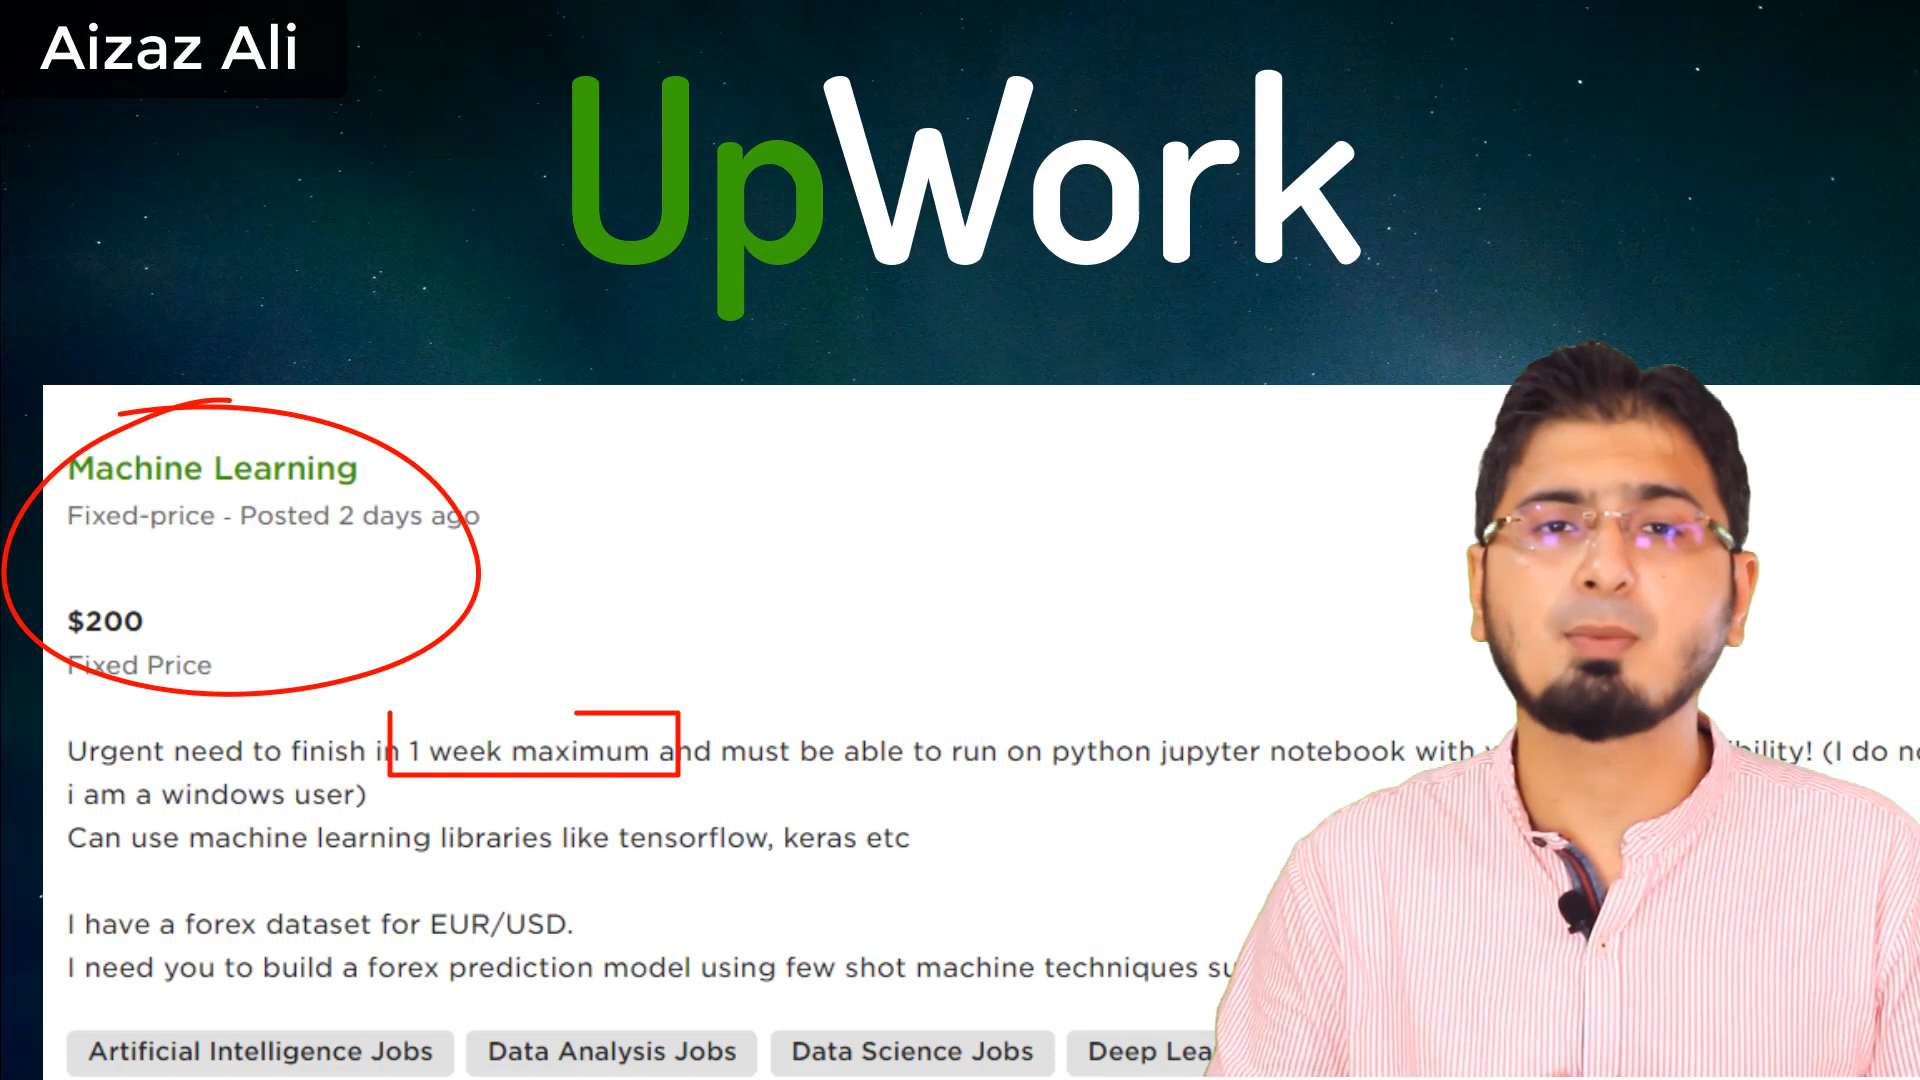 Aizaz Ali
UpWork
Machine Learning
Fixed-price - Posted 2 days ago
$200
Fixed Price
Urgent need to finish in 1 week maximum and must be able to run on python jupyter notebook with (I do
i am a windows user)
Can use machine learning libraries like tensorflow, keras etc
I have a forex dataset for EUR/USD.
I need you to build a forex prediction model using few shot machine techniques
Artificial Intelligence Jobs
Data Analysis Jobs
Data Science Jobs
Deep